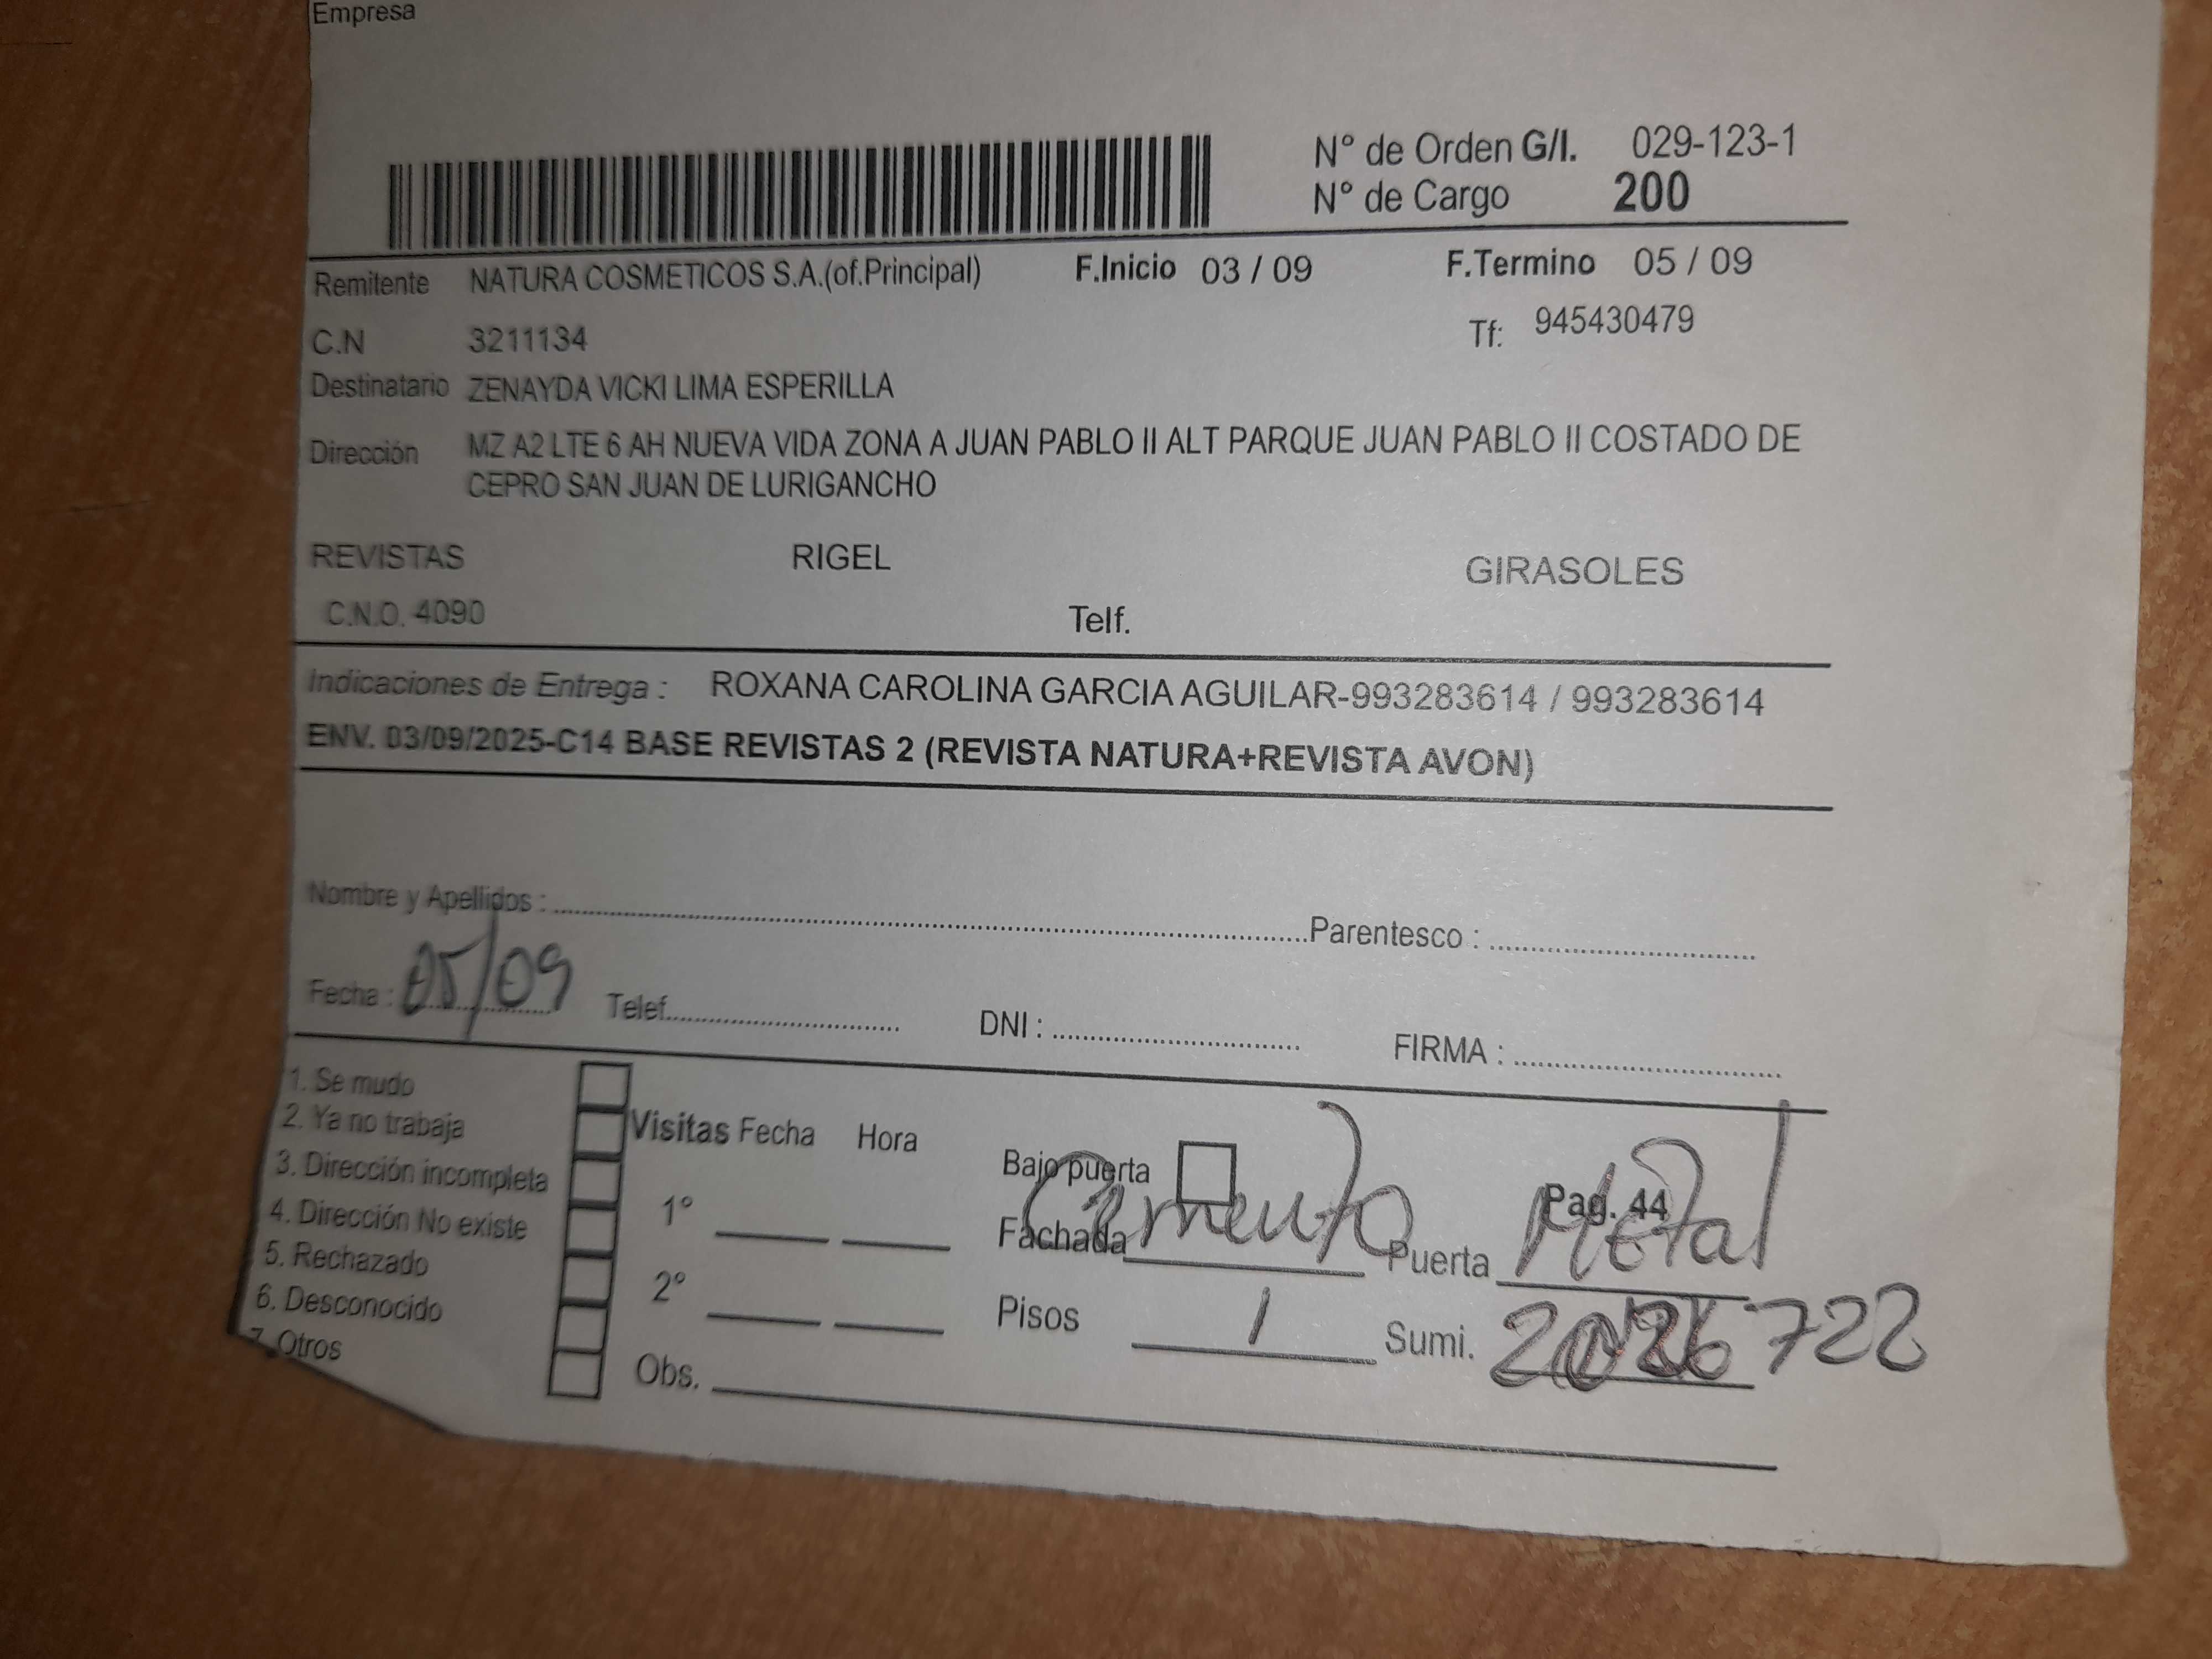 Empresa
N° de Orden G/I. 029-123-1
N° de Cargo 200
Remitente NATURA COSMETICOS S.A.(of.Principal) F.Inicio 03 / 09 F.Termino 05 / 09
C.N 3211134 Tf: 945430479
Destinatario ZENAYDA VICKI LIMA ESPERILLA
Dirección MZ A2 LTE 6 AH NUEVA VIDA ZONA A JUAN PABLO II ALT PARQUE JUAN PABLO II COSTADO DE
CEPRO SAN JUAN DE LURIGANCHO
REVISTAS RIGEL GIRASOLES
C.N.O. 4090 Telf.
Indicaciones de Entrega : ROXANA CAROLINA GARCIA AGUILAR-993283614 / 993283614
ENV. 03/09/2025-C14 BASE REVISTAS 2 (REVISTA NATURA+REVISTA AVON)
Nombre y Apellidos : Parentesco :
Fecha : 05/09 Telef. DNI : FIRMA :
1. Se mudo
2. Ya no trabaja Visitas Fecha Hora
3. Dirección incompleta Bajo puerta Pag. 44
4. Dirección No existe 1° Fachada Cemento Puerta Metal
5. Rechazado
6. Desconocido 2° Pisos 1 Sumi.
7. Otros Obs.